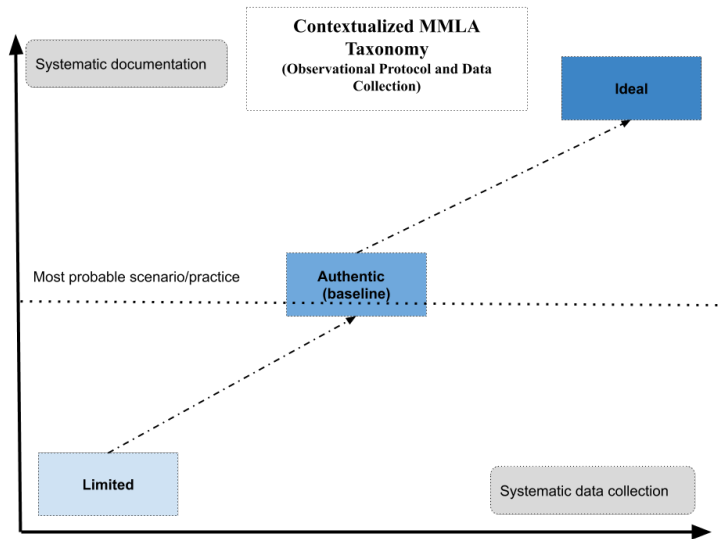 Contextualized MMLA
Taxonomy
(Observational Protocol and Data
Collection)
Systematic documentation
Ideal
Most probable scenario/practice
Authentic
(baseline)
Limited
Systematic data collection